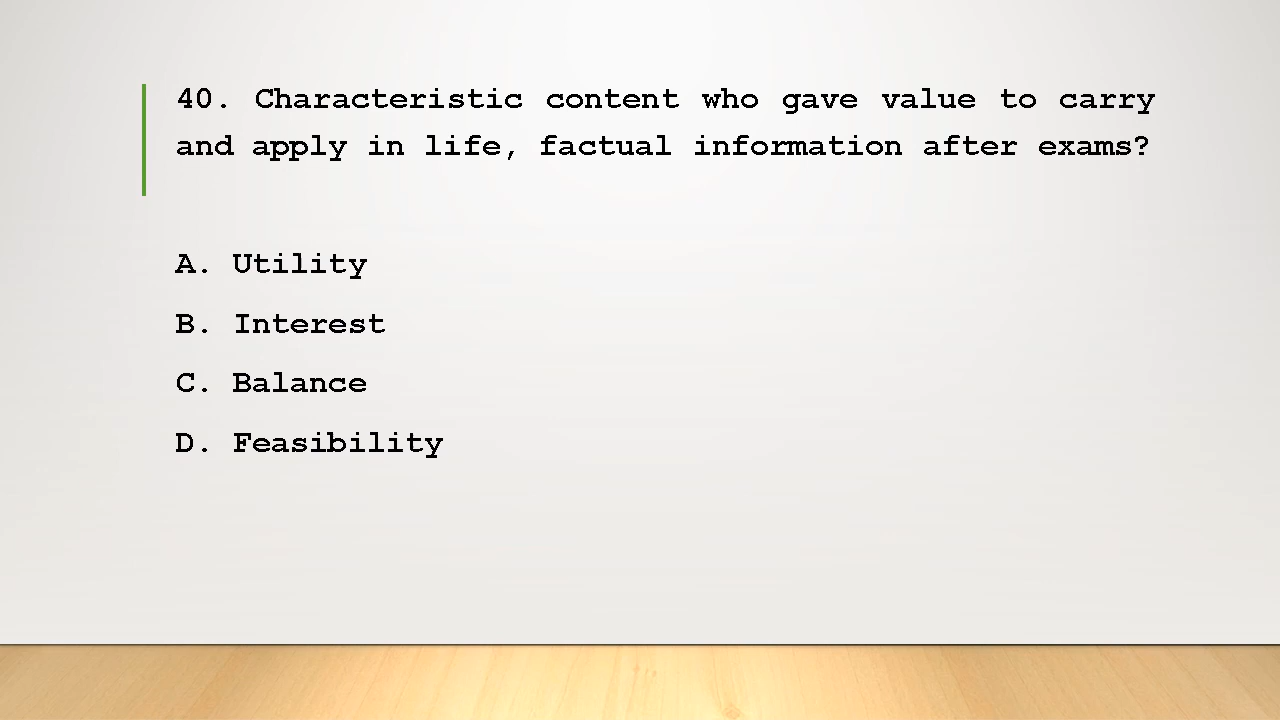 40. Characteristic content who gave value to carry
and apply in life, factual information after exams?
A. Utility
B. Interest
C. Balance
D. Feasibility